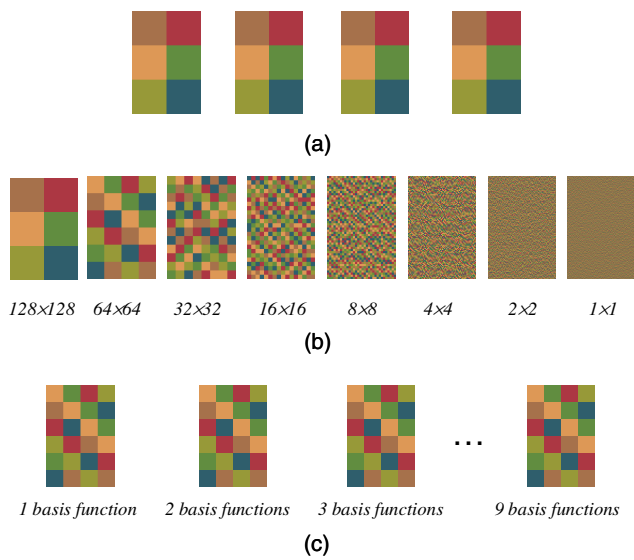 (a)
128×128 64×64 32×32 16×16 8×8 4×4 2×2 1×1
(b)
...
1 basis function 2 basis functions 3 basis functions 9 basis functions
(c)